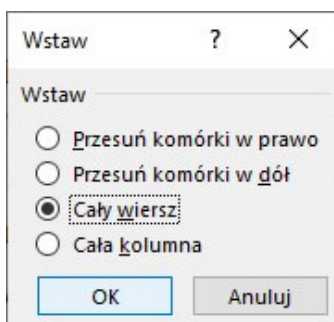 Wstaw ?
Wstaw
Przesuń komórki w prawo
Przesuń komórki w dół
Cały wiersz
Cała kolumna
OK Anuluj